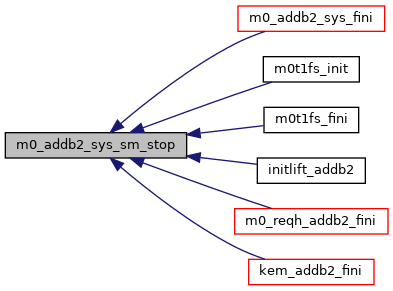 m0_addb2_sys_fini
m0t1fs_init
m0t1fs_fini
m0_addb2_sys_sm_stop
initlift_addb2
m0_reqh_addb2_fini
kem_addb2_fini